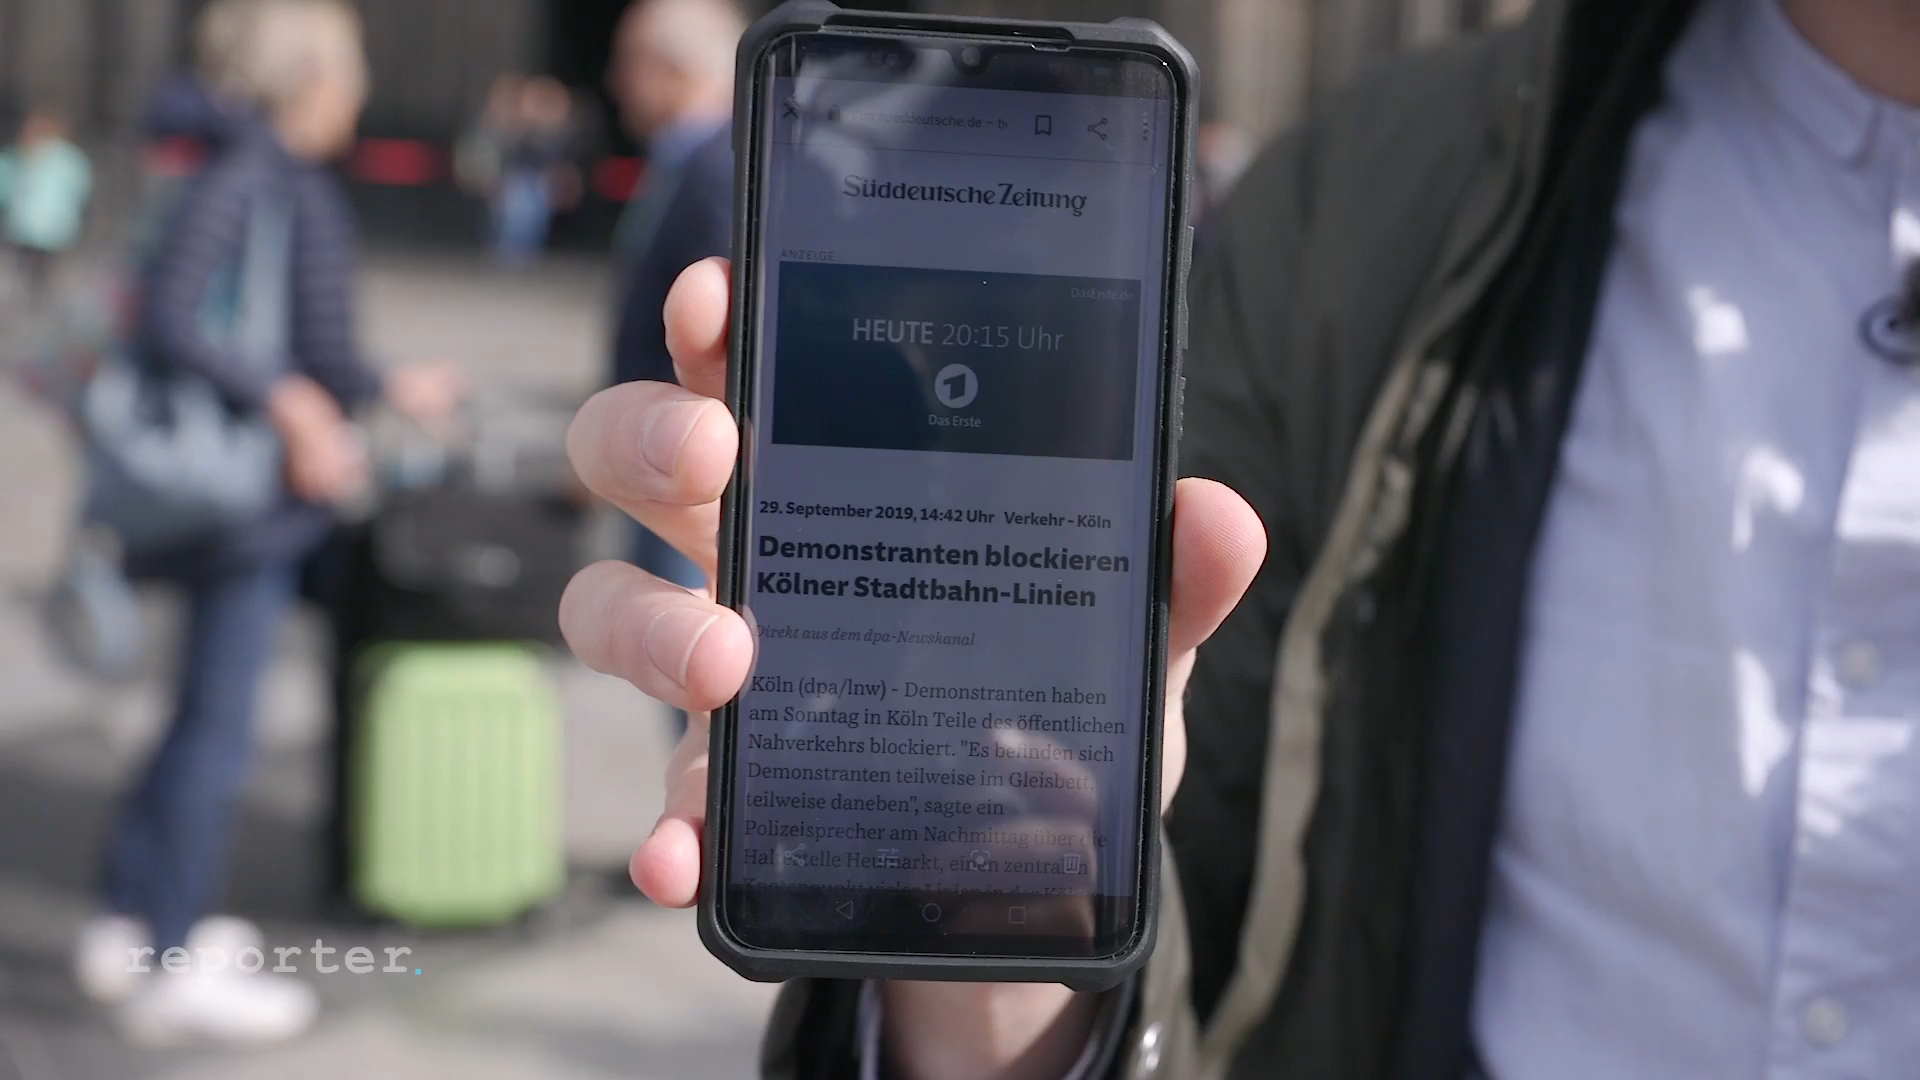 süddeutsche.de –
Süddeutsche Zeitung
ANZEIGE
DasErste.de
HEUTE 20:15 Uhr
Das Erste
29. September 2019, 14:42 Uhr Verkehr - Köln
Demonstranten blockieren
Kölner Stadtbahn-Linien
Direkt aus dem dpa-Newskanal
Köln (dpa/lnw) - Demonstranten haben
am Sonntag in Köln Teile des öffentlichen
Nahverkehrs blockiert. "Es befinden sich
Demonstranten teilweise im Gleisbett,
teilweise daneben", sagte ein
Polizeisprecher am Nachmittag über die
Haltestelle Heumarkt, einen zentralen
reporter.